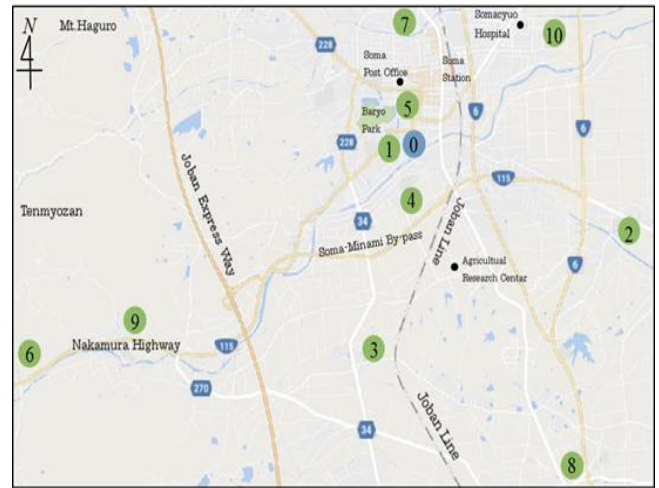 N
Mt.Haguro
7
Somacyuo
Hospital
10
228
Soma
Post Office
Soma
Station
5
Baryo
Park
6
6
228
1
0
115
Joban Express Way
4
34
Tenmyozan
Joban Line
2
Soma-Minami By-pass
Agricultual
Research Centar
6
9
3
6
Nakamura Highway
115
270
34
Joban Line
8